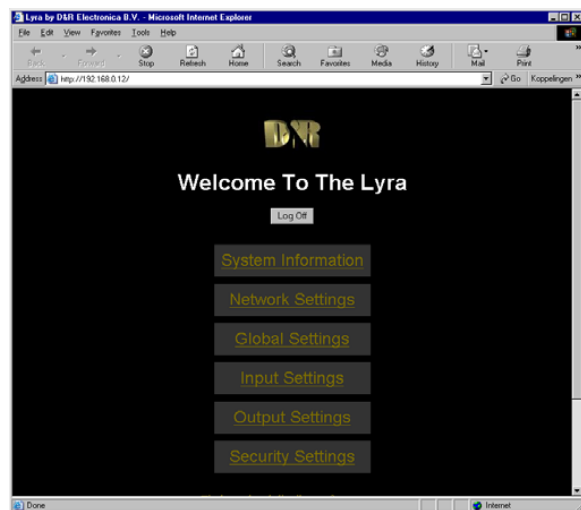 Lyra by D&R Electronica B.V. - Microsoft Internet Explorer
File Edit View Favorites Tools Help
Back Forward Stop Refresh Home Search Favorites Media History Mail Print
Address http://192.168.0.12/ Go Koppelingen
D&R
Welcome To The Lyra
Log Off
System Information
Network Settings
Global Settings
Input Settings
Output Settings
Security Settings
Done Internet